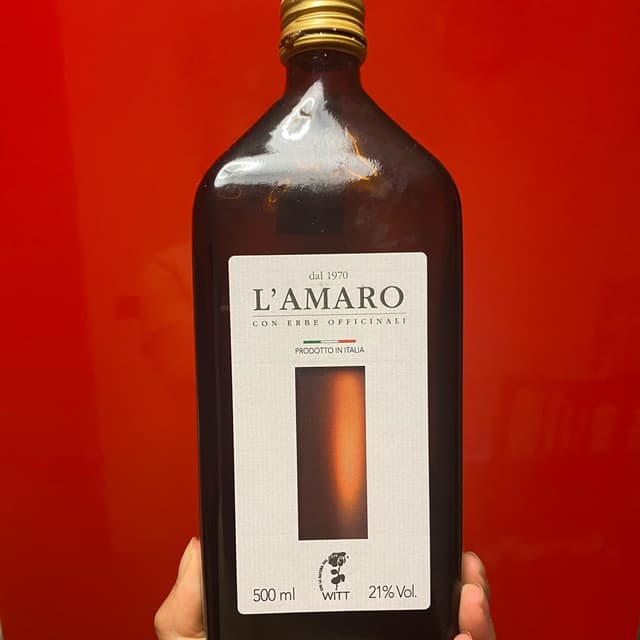 dal 1970
L'AMARO
CON ERBE OFFICINALI
PRODOTTO IN ITALIA
WITT
500 ml
21% Vol.